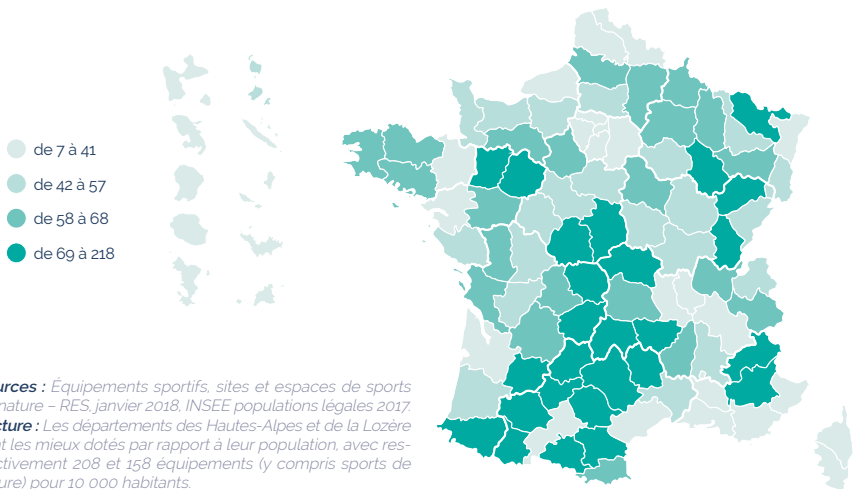 de 7 à 41
de 42 à 57
de 58 à 68
de 69 à 218
urces : Équipements sportifs, sites et espaces de sports
nature – RES, janvier 2018, INSEE populations légales 2017.
cture : Les départements des Hautes-Alpes et de la Lozère
t les mieux dotés par rapport à leur population, avec res-
ctivement 208 et 158 équipements (y compris sports de
ure) pour 10 000 habitants.